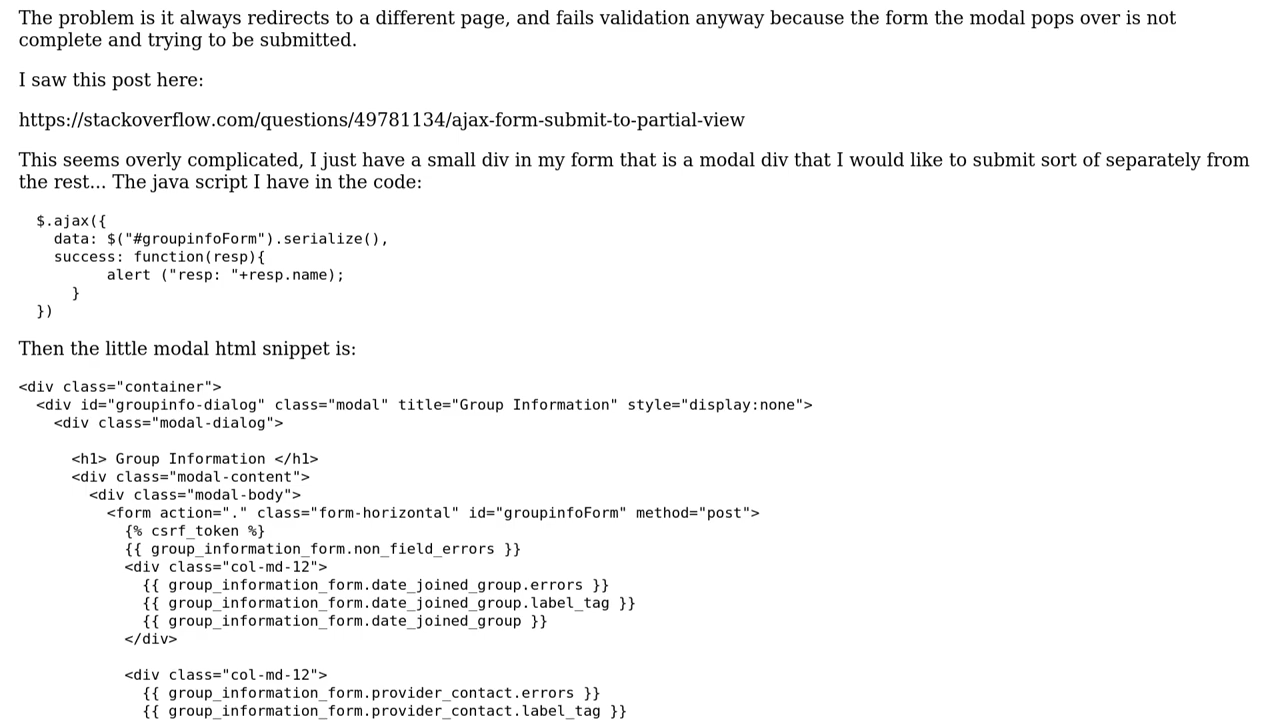 The problem is it always redirects to a different page, and fails validation anyway because the form the modal pops over is not
complete and trying to be submitted.
I saw this post here:
https://stackoverflow.com/questions/49781134/ajax-form-submit-to-partial-view
This seems overly complicated, I just have a small div in my form that is a modal div that I would like to submit sort of separately from
the rest... The java script I have in the code:
$.ajax({
data: $("#groupinfoForm").serialize(),
success: function(resp){
alert ("resp: "+resp.name);
}
})
Then the little modal html snippet is:
<div class="container">
<div id="groupinfo-dialog" class="modal" title="Group Information" style="display:none">
<div class="modal-dialog">
<h1> Group Information </h1>
<div class="modal-content">
<div class="modal-body">
<form action="." class="form-horizontal" id="groupinfoForm" method="post">
{% csrf_token %}
{{ group_information_form.non_field_errors }}
<div class="col-md-12">
{{ group_information_form.date_joined_group.errors }}
{{ group_information_form.date_joined_group.label_tag }}
{{ group_information_form.date_joined_group }}
</div>
<div class="col-md-12">
{{ group_information_form.provider_contact.errors }}
{{ group_information_form.provider_contact.label_tag }}